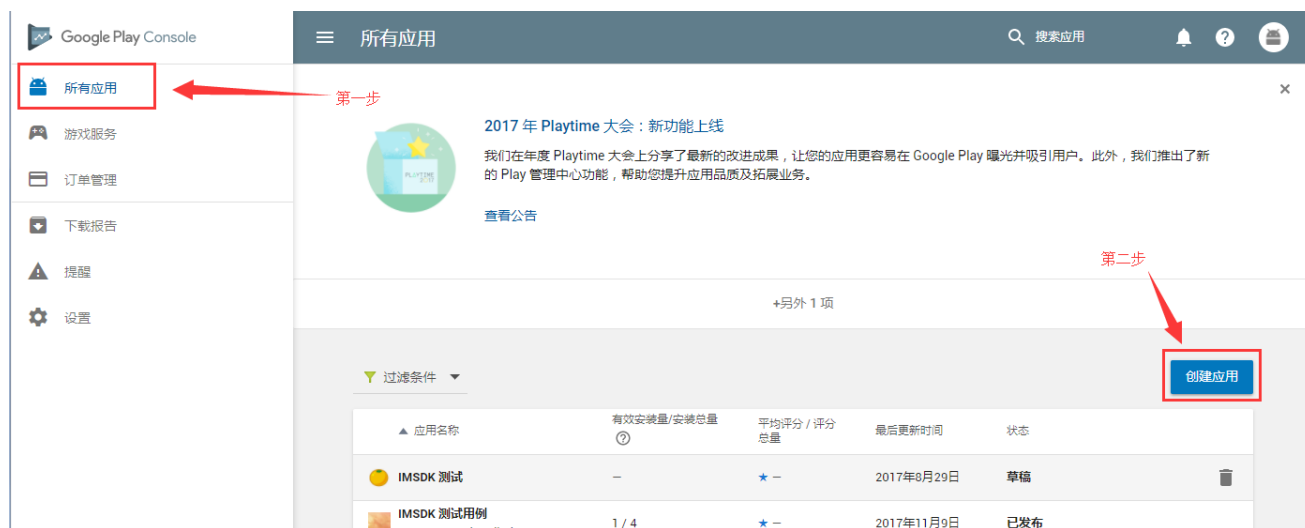 Google Play Console
所有应用
搜索应用
所有应用
第一步
游戏服务
订单管理
下载报告
提醒
设置
2017 年 Playtime 大会：新功能上线
我们在年度 Playtime 大会上分享了最新的改进成果，让您的应用更容易在 Google Play 曝光并吸引用户。此外，我们推出了新
的 Play 管理中心功能，帮助您提升应用品质及拓展业务。
查看公告
PLAYTIME
2017
第二步
+另外 1 项
过滤条件
创建应用
▲ 应用名称
有效安装量/安装总量
平均评分 / 评分
总量
最后更新时间
状态
IMSDK 测试
–
★ –
2017年8月29日
草稿
IMSDK 测试用例
1 / 4
★ –
2017年11月9日
已发布